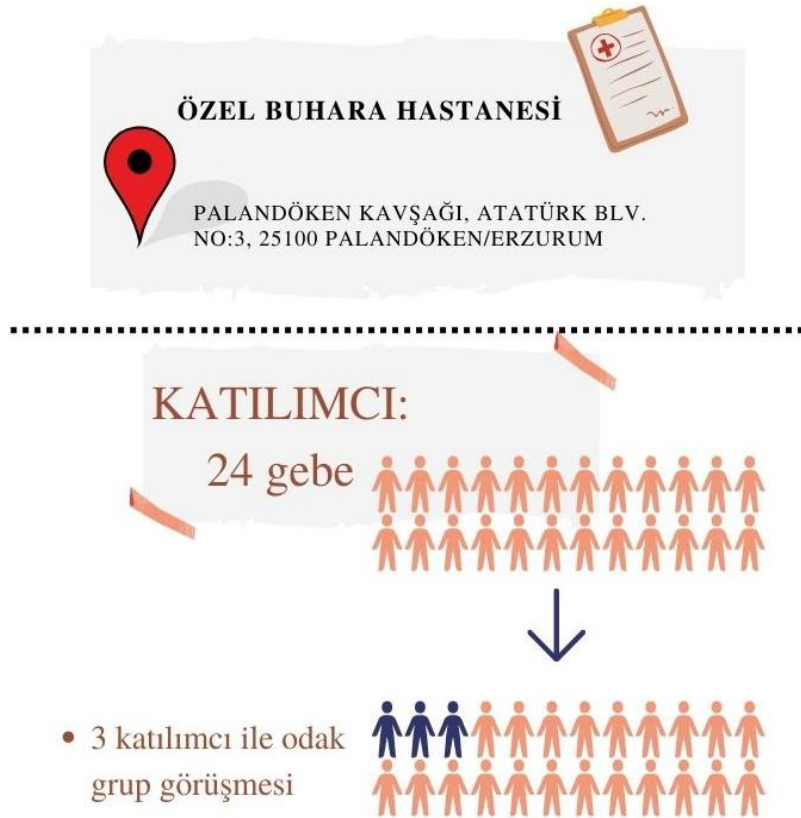 ÖZEL BUHARA HASTANESİ
PALANDÖKEN KAVŞAĞI, ATATÜRK BLV.
NO:3, 25100 PALANDÖKEN/ERZURUM
KATILIMCI:
24 gebe
• 3 katılımcı ile odak
grup görüşmesi